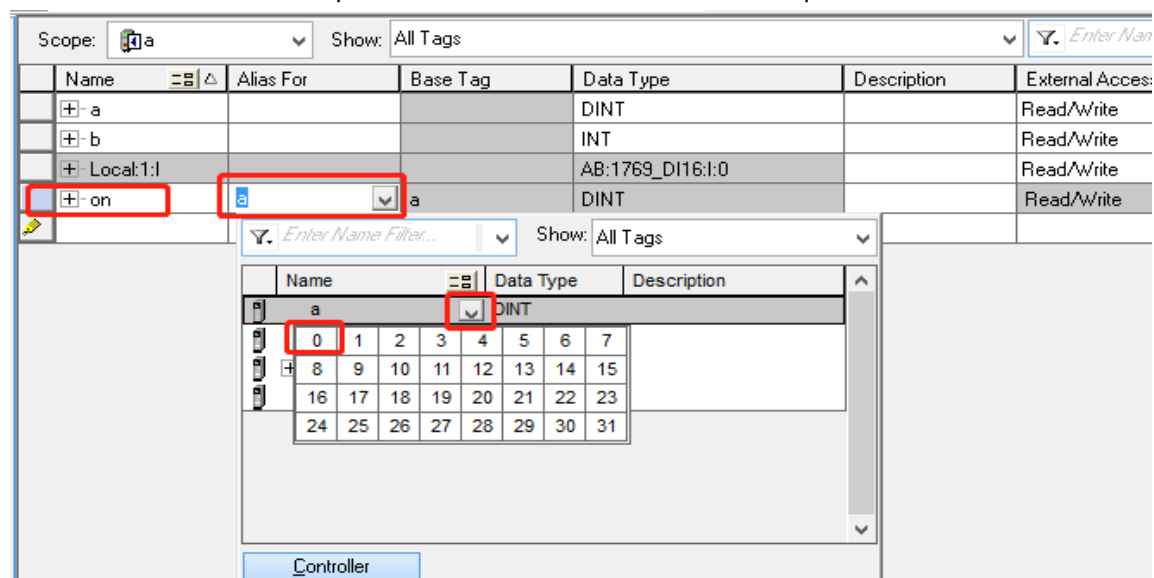 Scope: a Show: All Tags Enter Nam
Name Alias For Base Tag Data Type Description External Acces
a DINT Read/Write
b INT Read/Write
Local:1:I AB:1769_DI16:I:0 Read/Write
on a a DINT Read/Write
Enter Name Filter... Show: All Tags
Name Data Type Description
a DINT
0 1 2 3 4 5 6 7
8 9 10 11 12 13 14 15
16 17 18 19 20 21 22 23
24 25 26 27 28 29 30 31
Controller